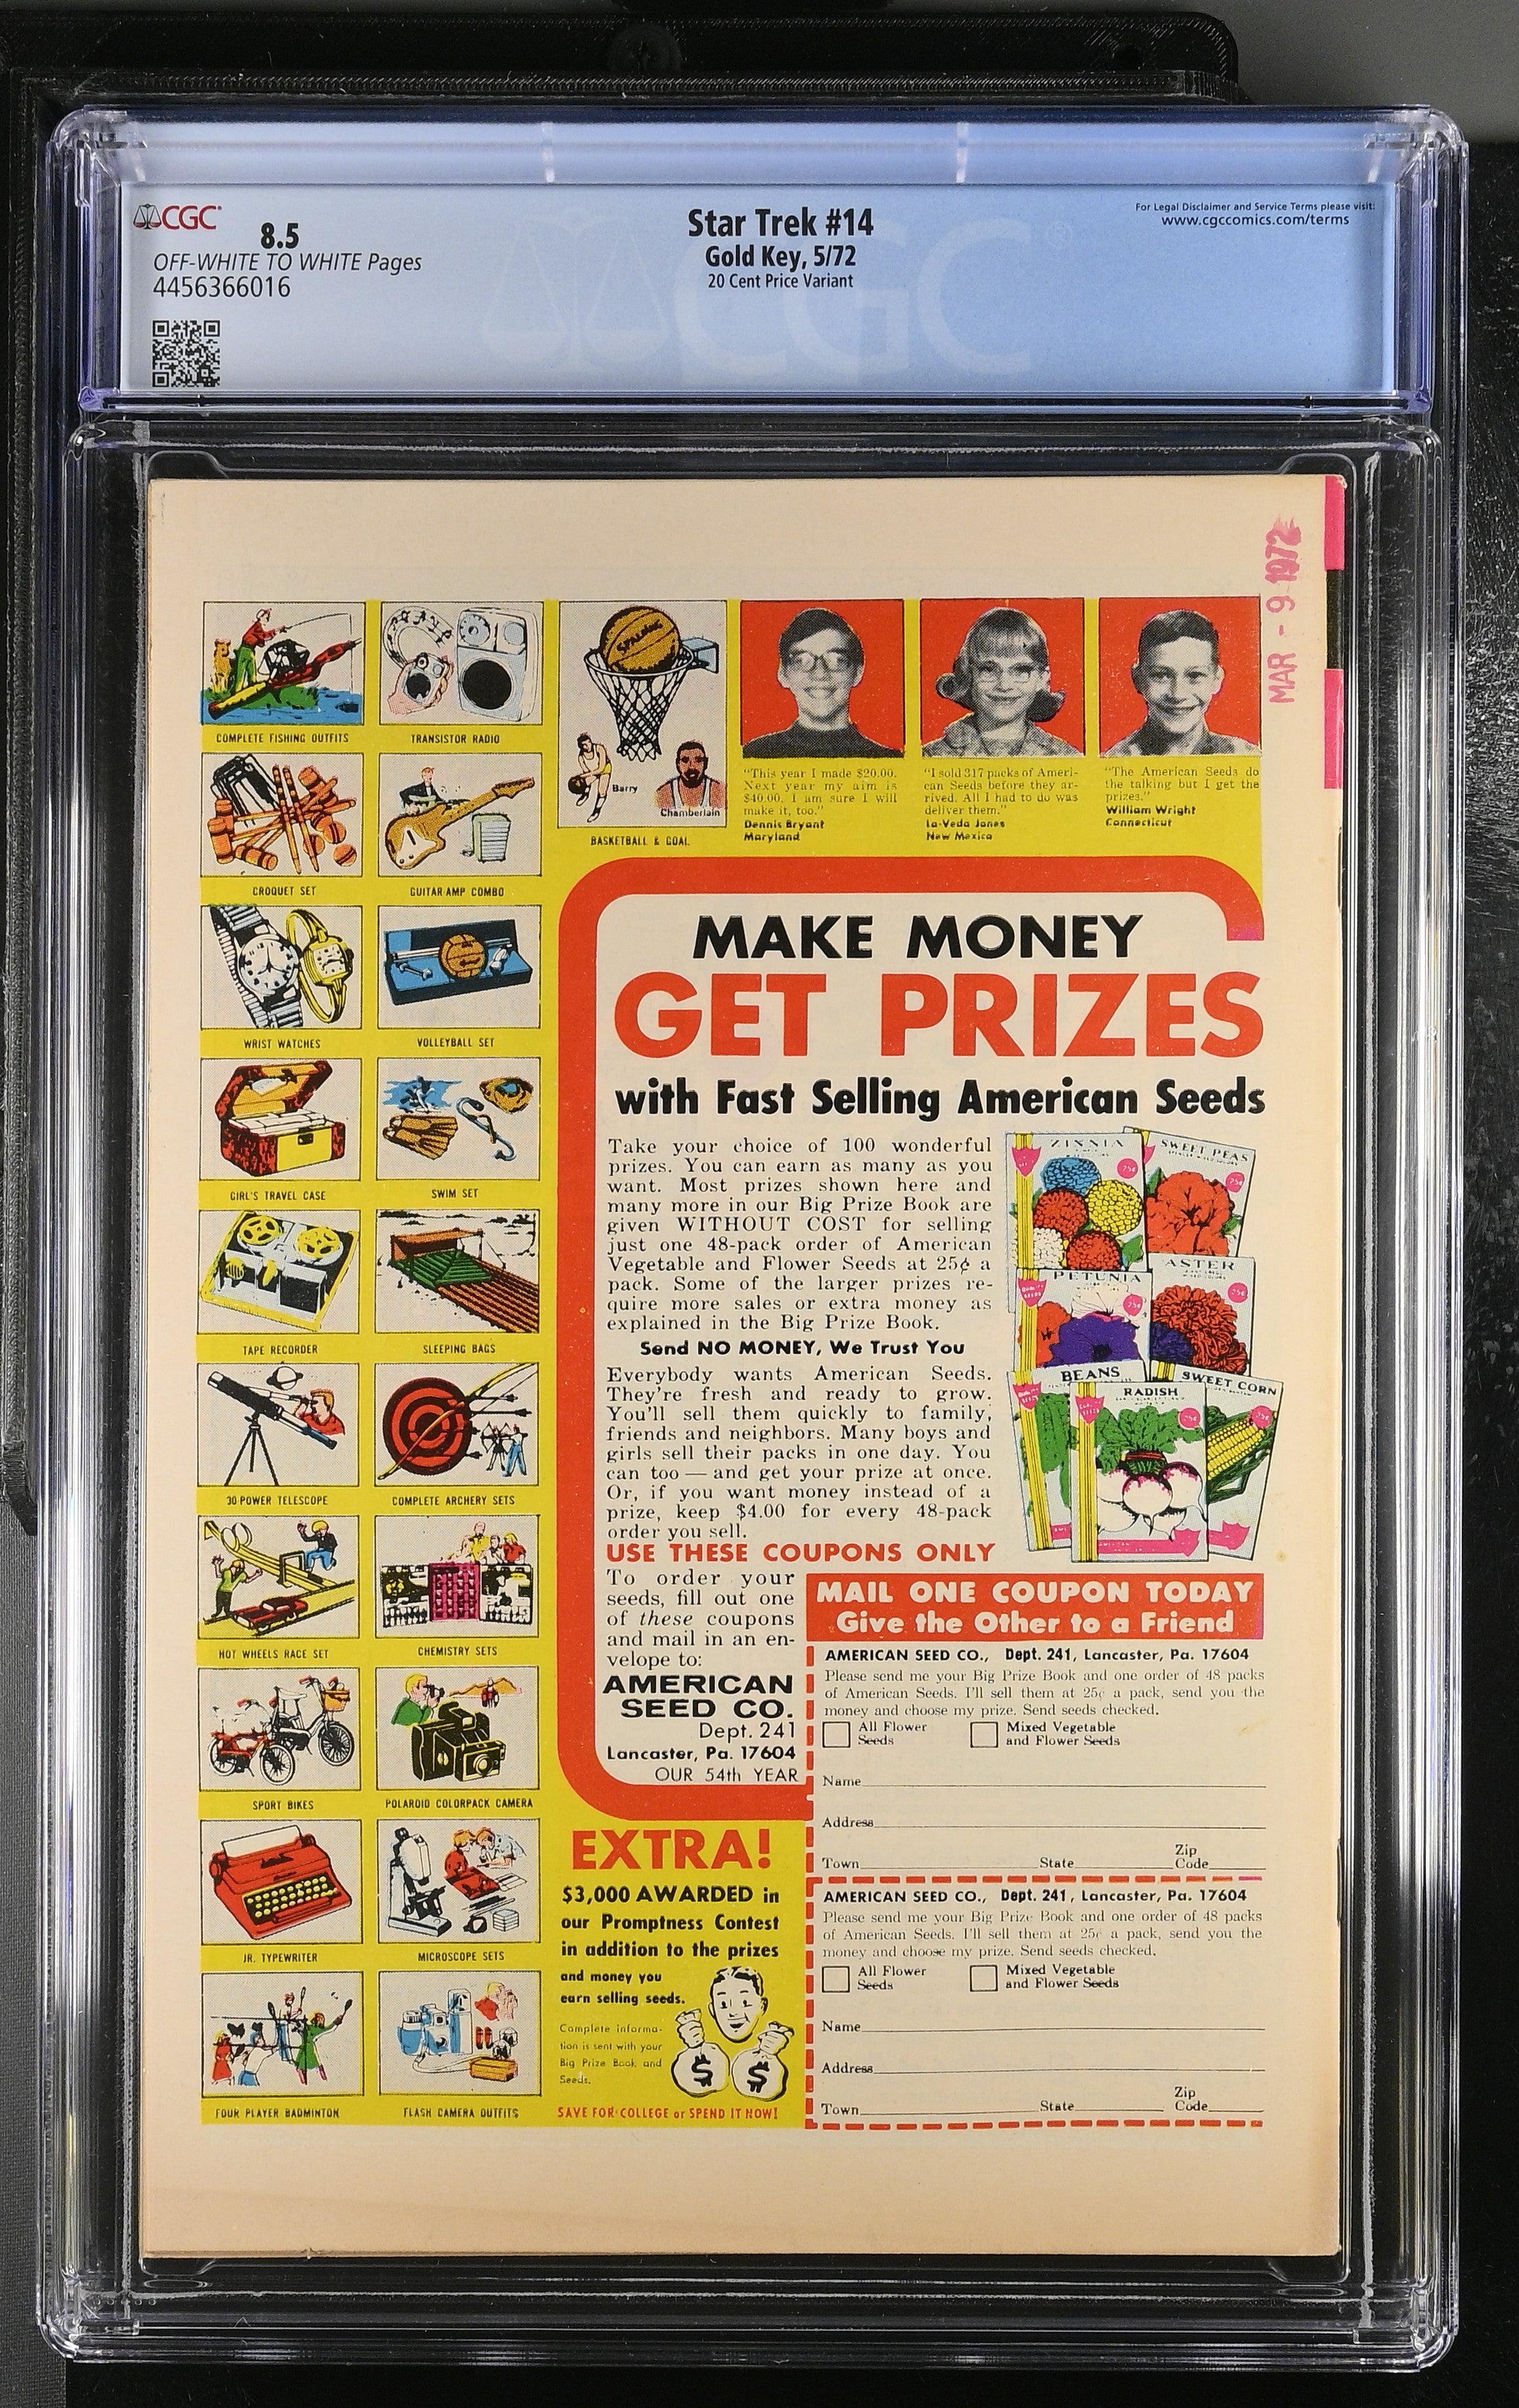 CGC
8.5
OFF-WHITE TO WHITE Pages
4456366016
Star Trek #14
Gold Key, 5/72
20 Cent Price Variant
For Legal Disclaimer and Service Terms please visit:
www.cgccomics.com/terms
CGC
MAR - 9 1972
COMPLETE FISHING OUTFITS
TRANSISTOR RADIO
SPALDING
Barry
Chamberlain
BASKETBALL & GOAL
CROQUET SET
GUITAR-AMP COMBO
WRIST WATCHES
VOLLEYBALL SET
GIRL'S TRAVEL CASE
SWIM SET
TAPE RECORDER
SLEEPING BAGS
30 POWER TELESCOPE
COMPLETE ARCHERY SETS
HOT WHEELS RACE SET
CHEMISTRY SETS
SPORT BIKES
POLAROID COLORPACK CAMERA
JR. TYPEWRITER
MICROSCOPE SETS
FOUR PLAYER BADMINTON
FLASH CAMERA OUTFITS
"This year I made $20.00.
Next year my aim is
$40.00. I am sure I will
make it, too."
Dennis Bryant
Maryland
"I sold 317 packs of Ameri-
can Seeds before they ar-
rived. All I had to do was
deliver them."
La-Veda Jones
New Mexico
"The American Seeds do
the talking but I get the
prizes."
William Wright
Connecticut
MAKE MONEY
GET PRIZES
with Fast Selling American Seeds
Take your choice of 100 wonderful
prizes. You can earn as many as you
want. Most prizes shown here and
many more in our Big Prize Book are
given WITHOUT COST for selling
just one 48-pack order of American
Vegetable and Flower Seeds at 25¢ a
pack. Some of the larger prizes re-
quire more sales or extra money as
explained in the Big Prize Book.
Send NO MONEY, We Trust You
Everybody wants American Seeds.
They're fresh and ready to grow.
You'll sell them quickly to family,
friends and neighbors. Many boys and
girls sell their packs in one day. You
can too — and get your prize at once.
Or, if you want money instead of a
prize, keep $4.00 for every 48-pack
order you sell.
ZINNIA
25¢
SWEET PEAS
25¢
PETUNIA
25¢
ASTER
25¢
BEANS
RADISH
25¢
SWEET CORN
25¢
USE THESE COUPONS ONLY
To order your
seeds, fill out one
of these coupons
and mail in an en-
velope to:
AMERICAN
SEED CO.
Dept. 241
Lancaster, Pa. 17604
OUR 54th YEAR
MAIL ONE COUPON TODAY
Give the Other to a Friend
AMERICAN SEED CO., Dept. 241, Lancaster, Pa. 17604
Please send me your Big Prize Book and one order of 48 packs
of American Seeds. I'll sell them at 25¢ a pack, send you the
money and choose my prize. Send seeds checked.
All Flower
Seeds
Mixed Vegetable
and Flower Seeds
Name
Address
Town State Zip
Code
AMERICAN SEED CO., Dept. 241, Lancaster, Pa. 17604
Please send me your Big Prize Book and one order of 48 packs
of American Seeds. I'll sell them at 25¢ a pack, send you the
money and choose my prize. Send seeds checked.
All Flower
Seeds
Mixed Vegetable
and Flower Seeds
Name
Address
Town State Zip
Code
EXTRA!
$3,000 AWARDED in
our Promptness Contest
in addition to the prizes
and money you
earn selling seeds.
Complete informa-
tion is sent with your
Big Prize Book and
Seeds.
$ $
SAVE FOR COLLEGE or SPEND IT NOW!